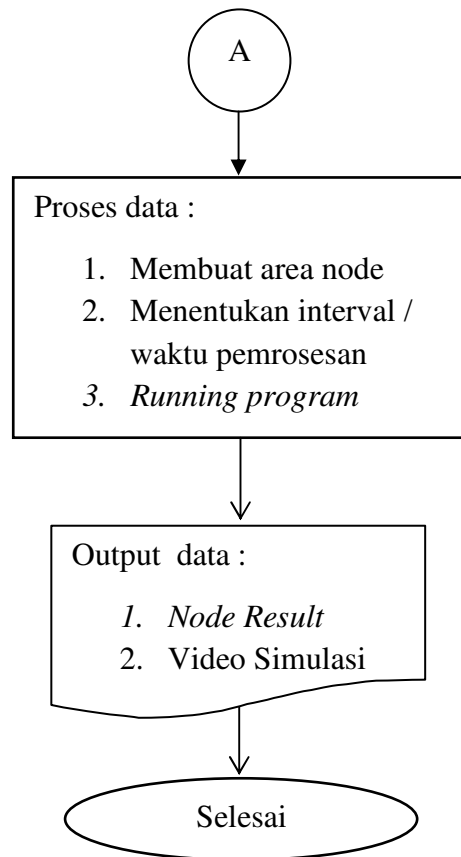 A
Proses data :
1. Membuat area node
2. Menentukan interval /
waktu pemrosesan
3. Running program
Output data :
1. Node Result
2. Video Simulasi
Selesai